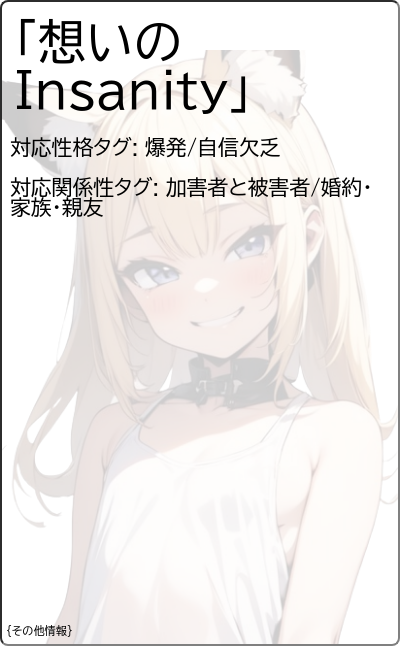 「想いの
Insanity」
対応性格タグ: 爆発/自信欠乏
対応関係性タグ: 加害者と被害者/婚約・
家族・親友
{その他情報}